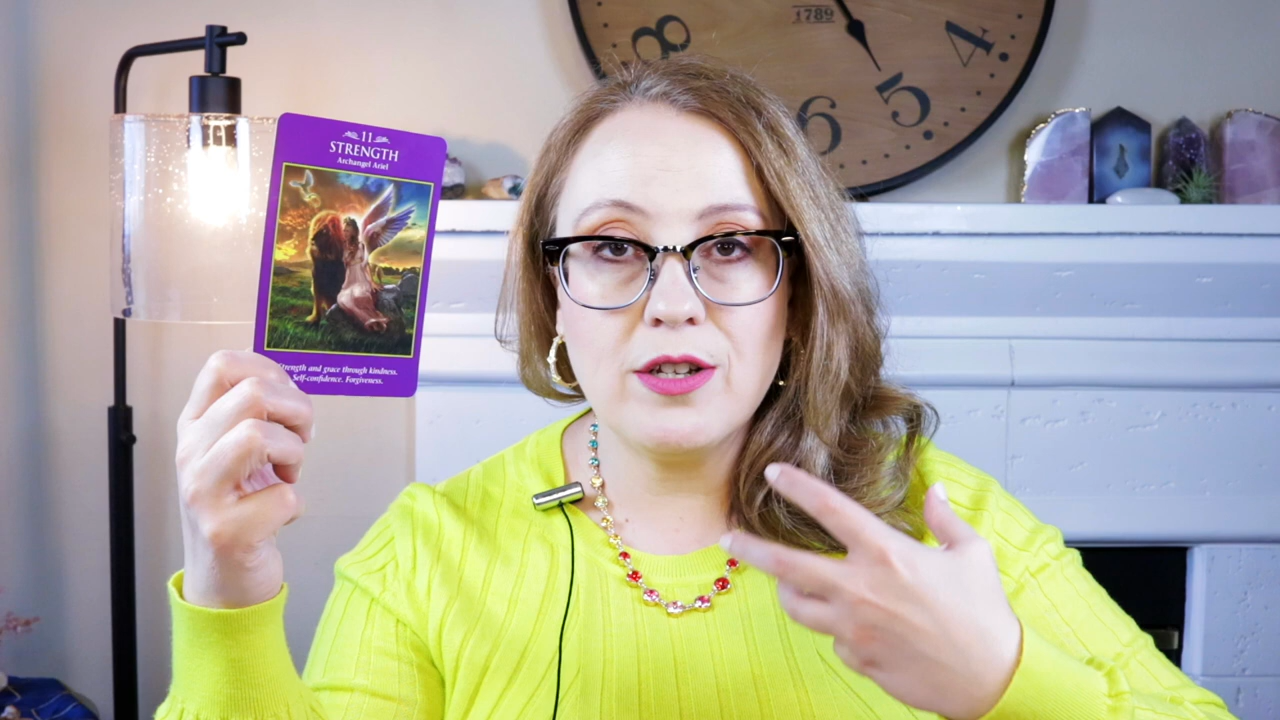 1789
8
4
5
6
11
STRENGTH
Archangel Ariel
Strength and grace through kindness.
Self-confidence. Forgiveness.